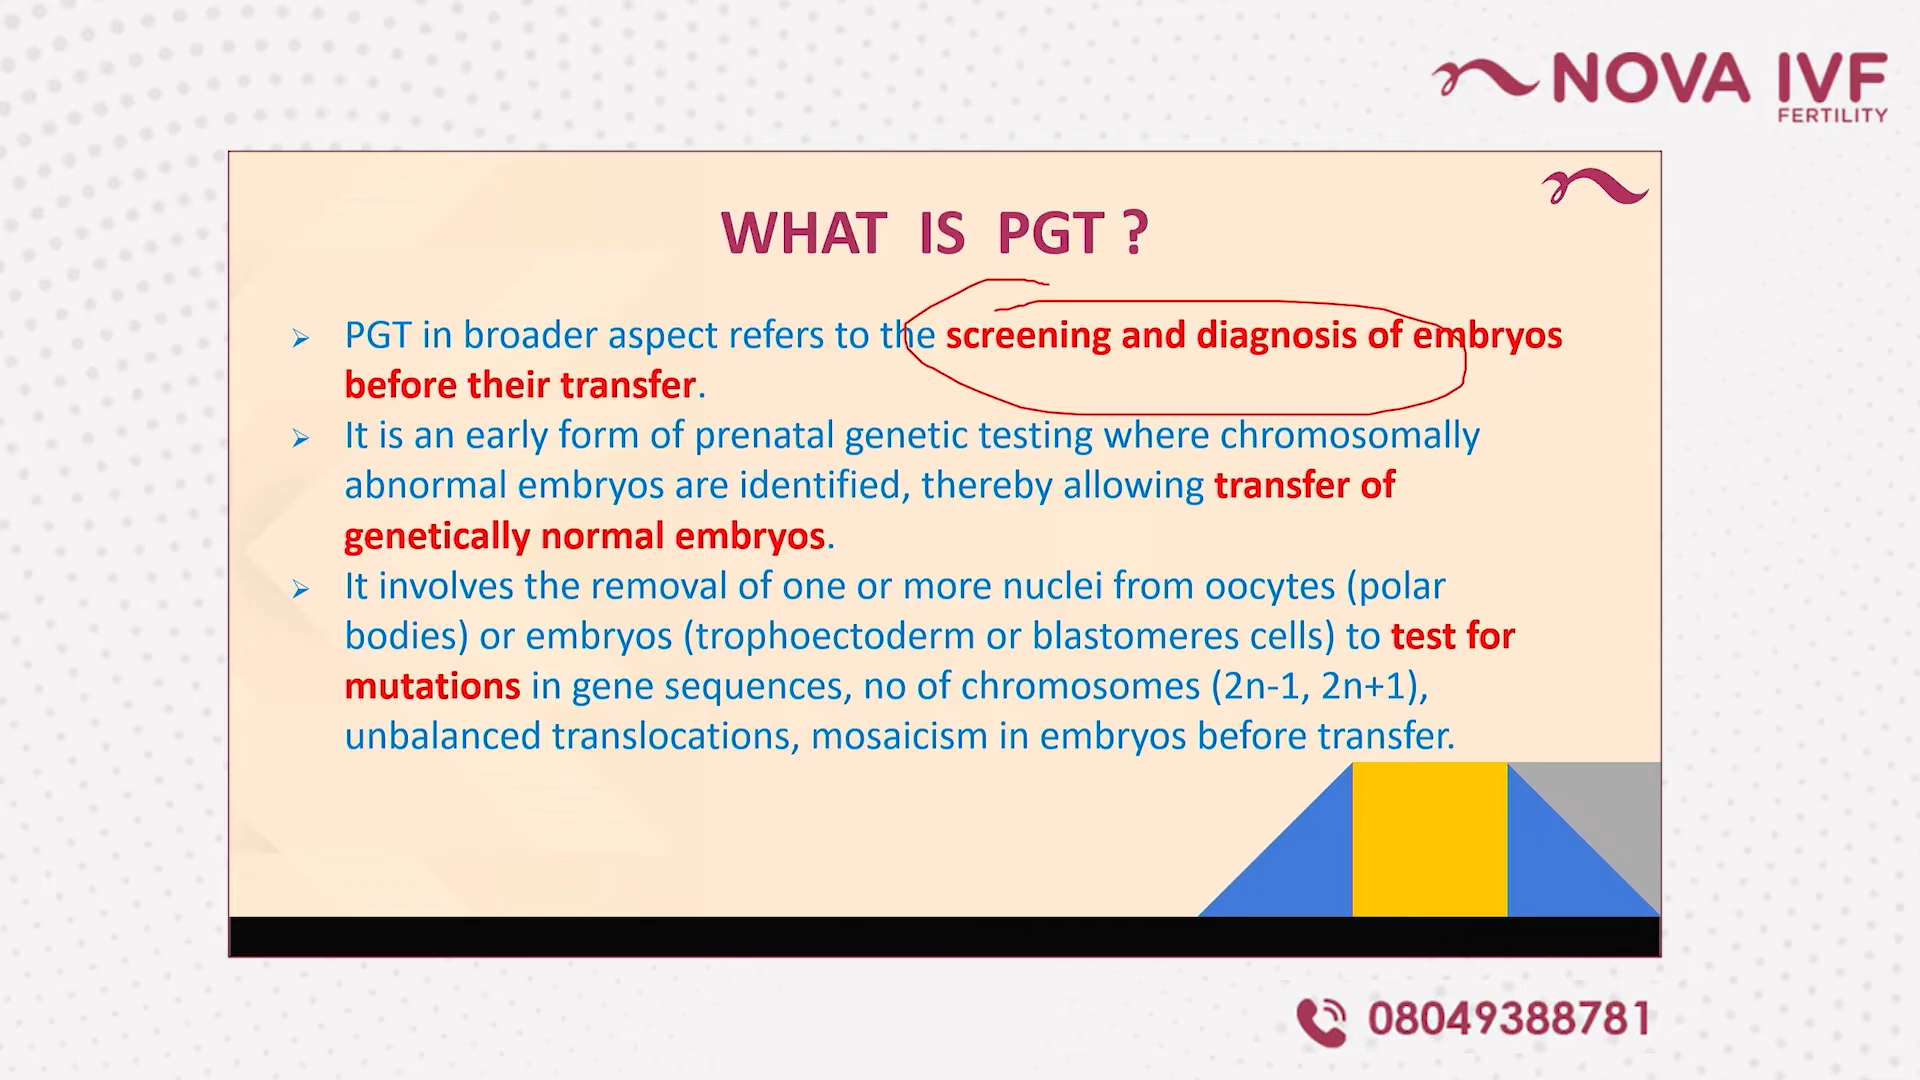 NOVA IVF
FERTILITY
WHAT IS PGT ?
➢ PGT in broader aspect refers to the screening and diagnosis of embryos
before their transfer.
➢ It is an early form of prenatal genetic testing where chromosomally
abnormal embryos are identified, thereby allowing transfer of
genetically normal embryos.
➢ It involves the removal of one or more nuclei from oocytes (polar
bodies) or embryos (trophoectoderm or blastomeres cells) to test for
mutations in gene sequences, no of chromosomes (2n-1, 2n+1),
unbalanced translocations, mosaicism in embryos before transfer.
08049388781